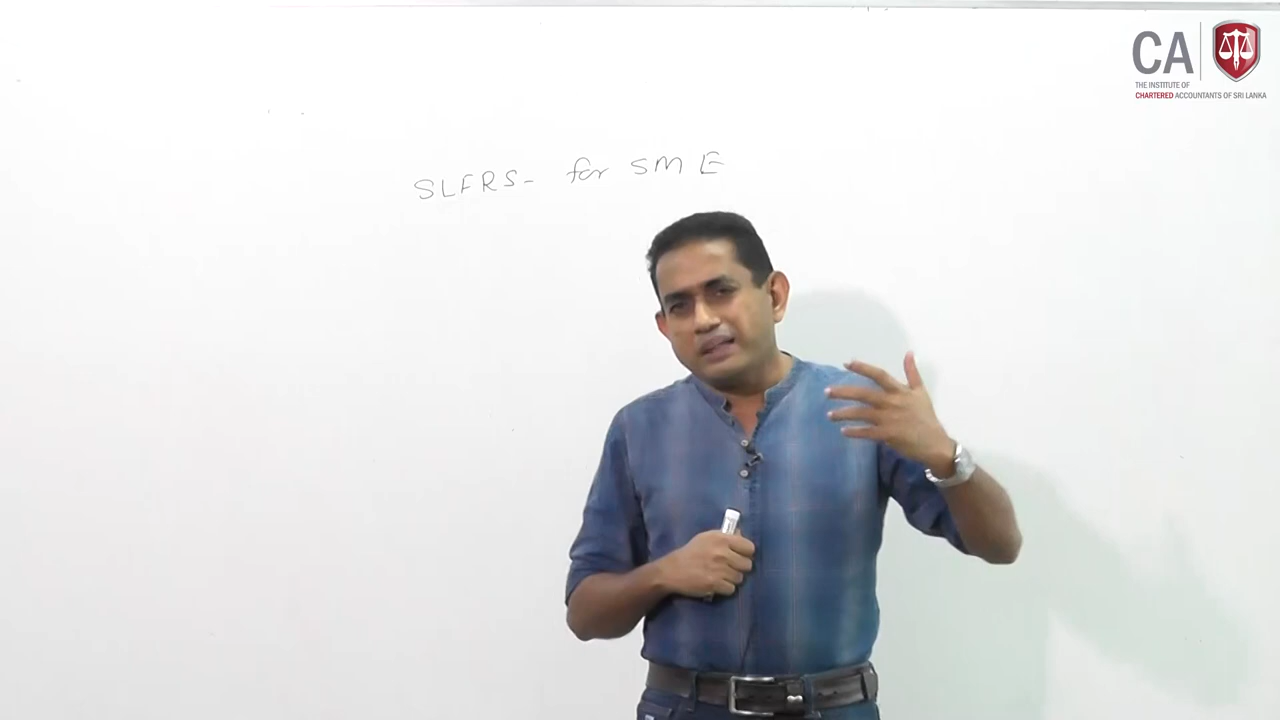 CA
THE INSTITUTE OF
CHARTERED ACCOUNTANTS OF SRI LANKA
SLFRS- for SME